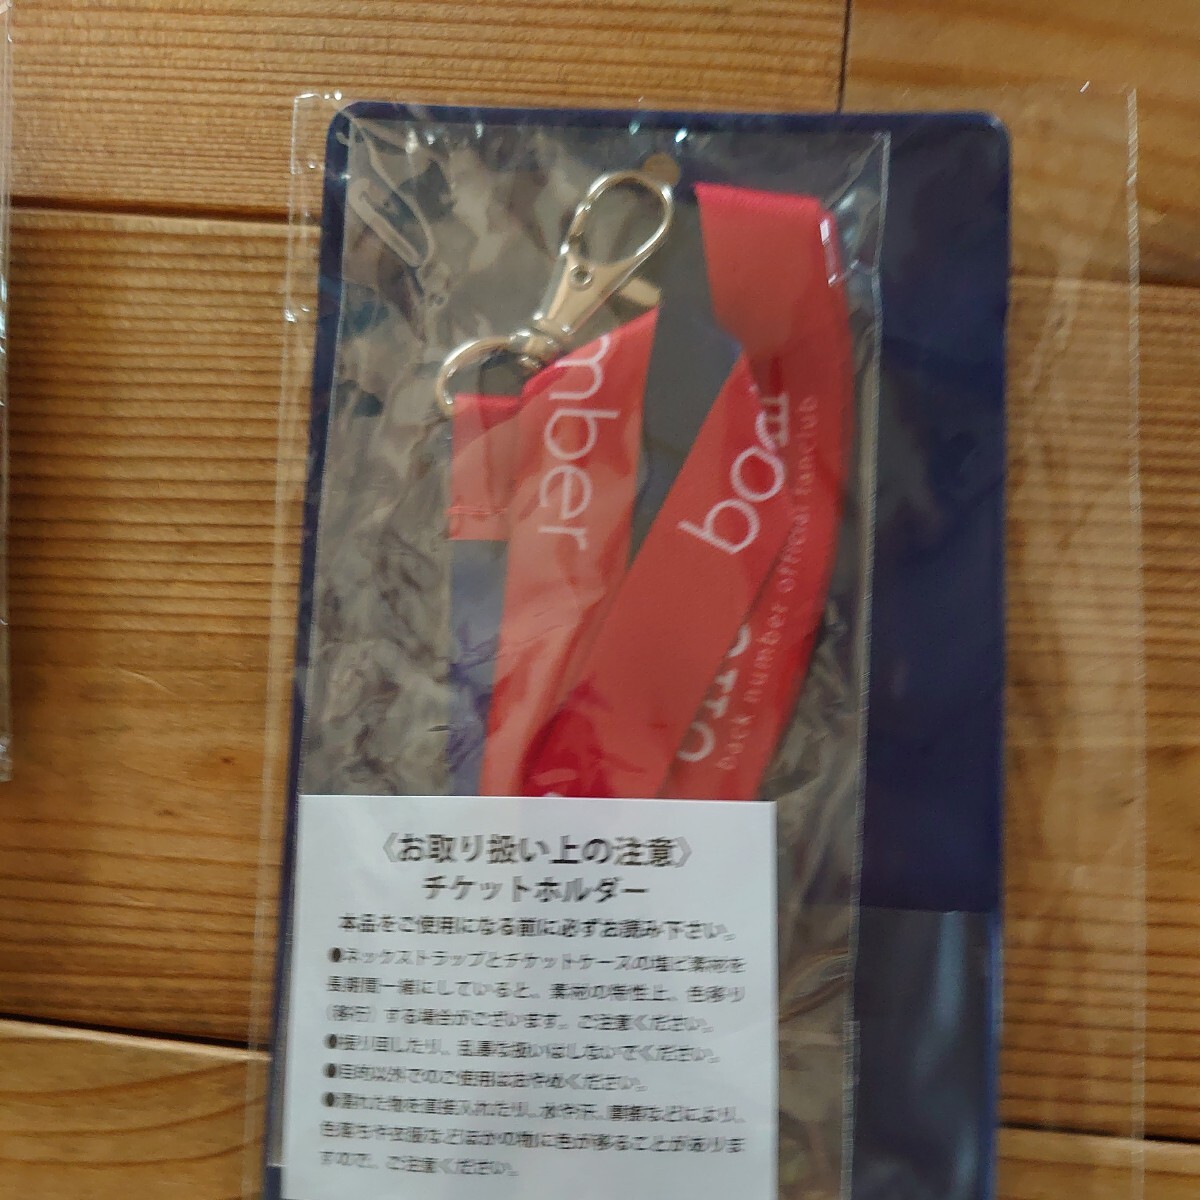 mber
back number official fanclub
《お取り扱い上の注意》
チケットホルダー
本品をご使用になる前に必ずお読み下さい。
●ネックストラップとチケットケースの塩ビ素材を
長期間一緒にしていると、素材の特性上、色移り
(移行)する場合がございます。ご注意ください。
●振り回したり、乱暴な扱いはしないでください。
●目的以外でのご使用はおやめください。
●濡れた物を直接入れたり、水や汗、摩擦などにより、
色落ちや衣服などほかの物に色が移ることがありま
すので、ご注意ください。